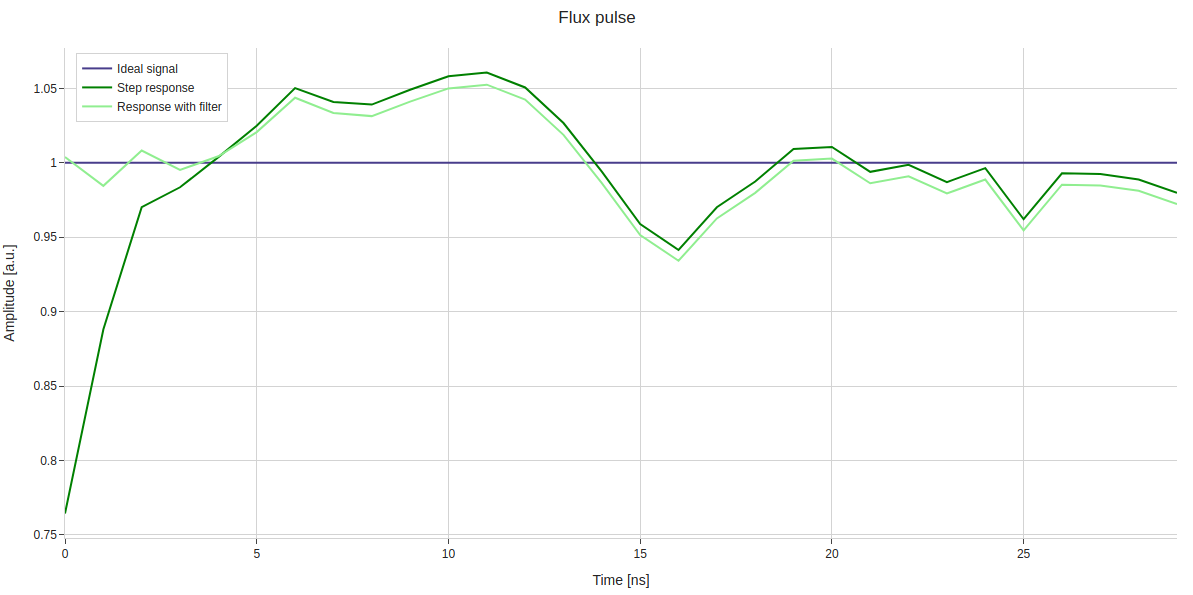 Flux pulse
Ideal signal
Step response
Response with filter
1.05
1
0.95
0.9
0.85
0.8
0.75
Amplitude [a.u.]
0 5 10 15 20 25
Time [ns]